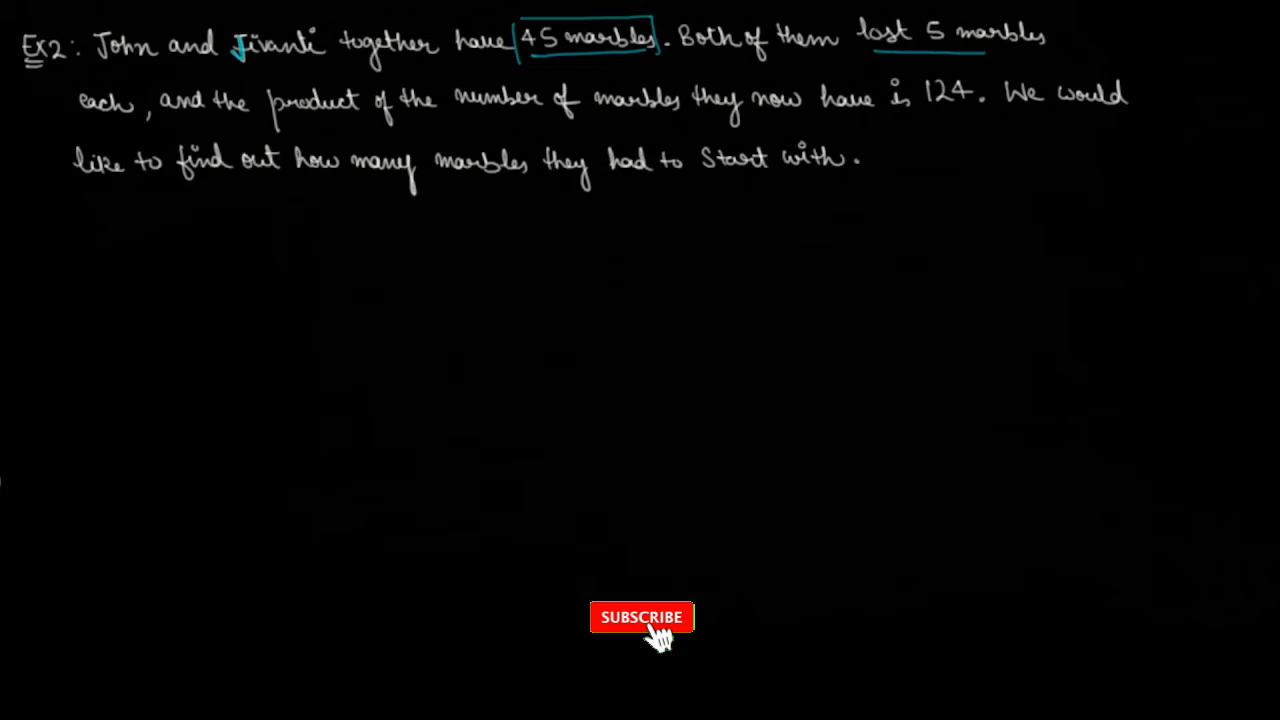 Ex2: John and Jivanti together have 45 marbles. Both of them lost 5 marbles
each, and the product of the number of marbles they now have is 124. We would
like to find out how many marbles they had to start with.
SUBSCRIBE